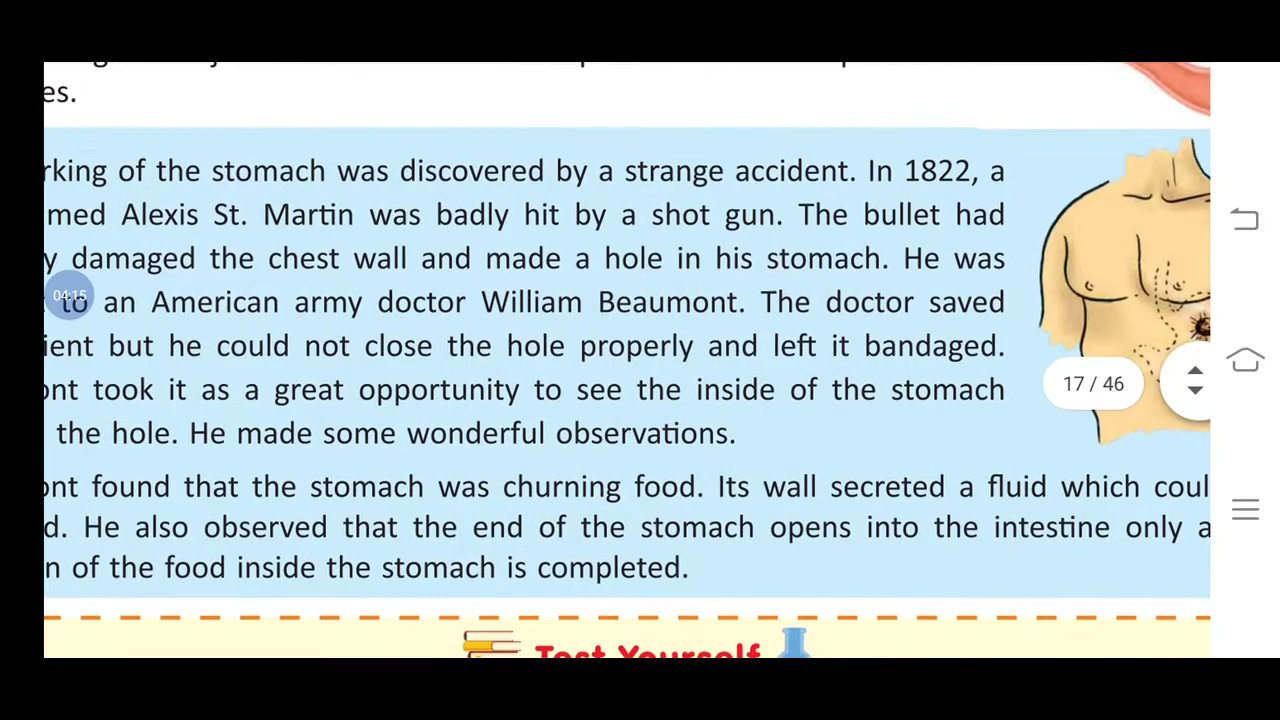 es.
rking of the stomach was discovered by a strange accident. In 1822, a
med Alexis St. Martin was badly hit by a shot gun. The bullet had
y damaged the chest wall and made a hole in his stomach. He was
04:15 to an American army doctor William Beaumont. The doctor saved
ient but he could not close the hole properly and left it bandaged.
ont took it as a great opportunity to see the inside of the stomach
the hole. He made some wonderful observations.
17 / 46
ont found that the stomach was churning food. Its wall secreted a fluid which coul
d. He also observed that the end of the stomach opens into the intestine only a
n of the food inside the stomach is completed.
Test Yourself